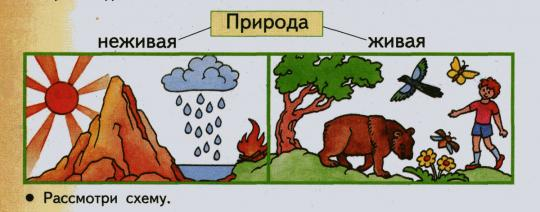 Природа
неживая живая
• Рассмотри схему.